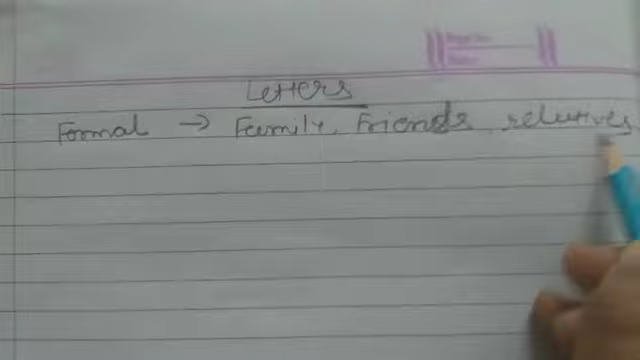 Letters
Formal → Family, Friends, relatives